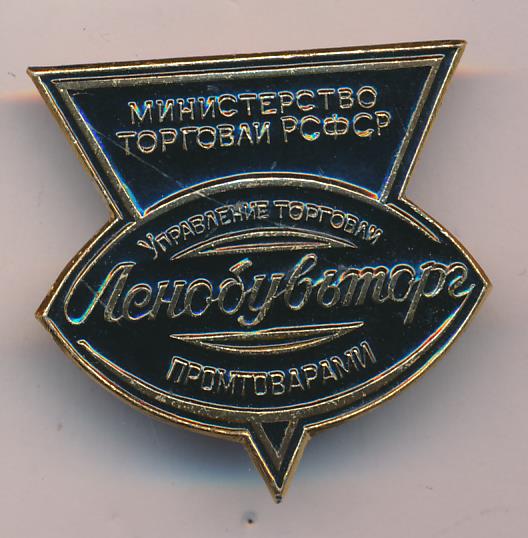 МИНИСТЕРСТВО
ТОРГОВЛИ РСФСР
УПРАВЛЕНИЕ ТОРГОВЛИ
Ленобувьторг
ПРОМТОВАРАМИ